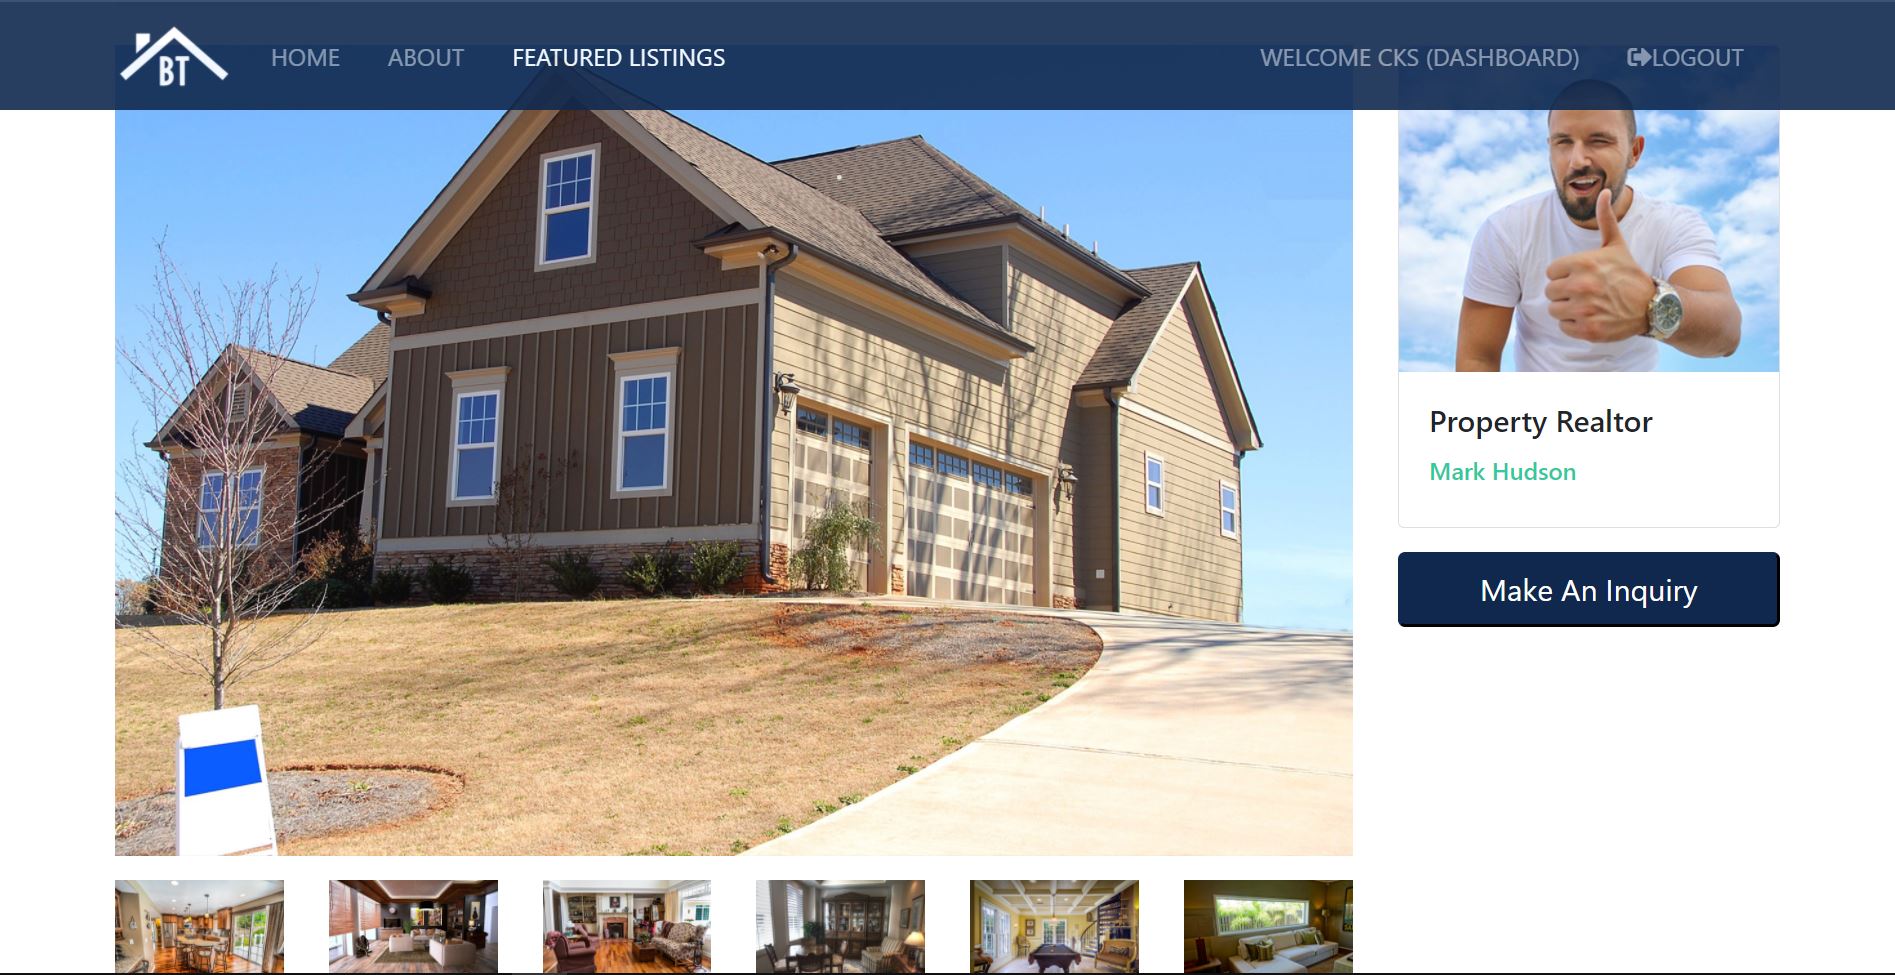 BT
HOME
ABOUT
FEATURED LISTINGS
WELCOME CKS (DASHBOARD)
LOGOUT
Property Realtor
Mark Hudson
Make An Inquiry